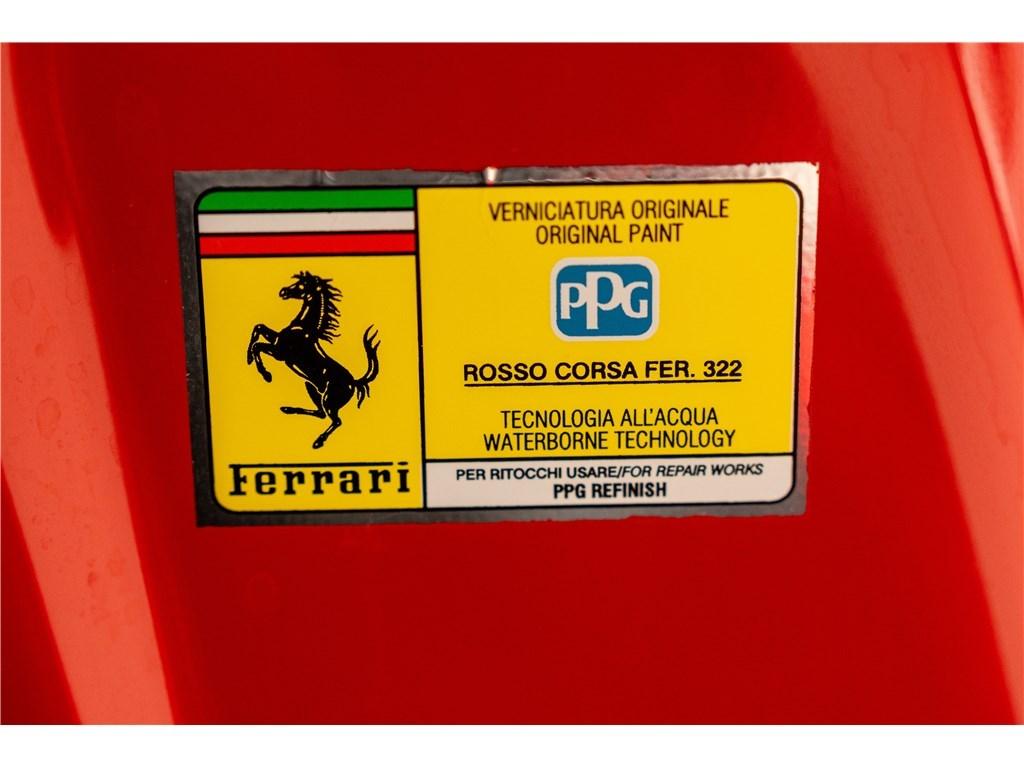 Ferrari
VERNICIATURA ORIGINALE
ORIGINAL PAINT
PPG
ROSSO CORSA FER. 322
TECNOLOGIA ALL'ACQUA
WATERBORNE TECHNOLOGY
PER RITOCCHI USARE/FOR REPAIR WORKS
PPG REFINISH